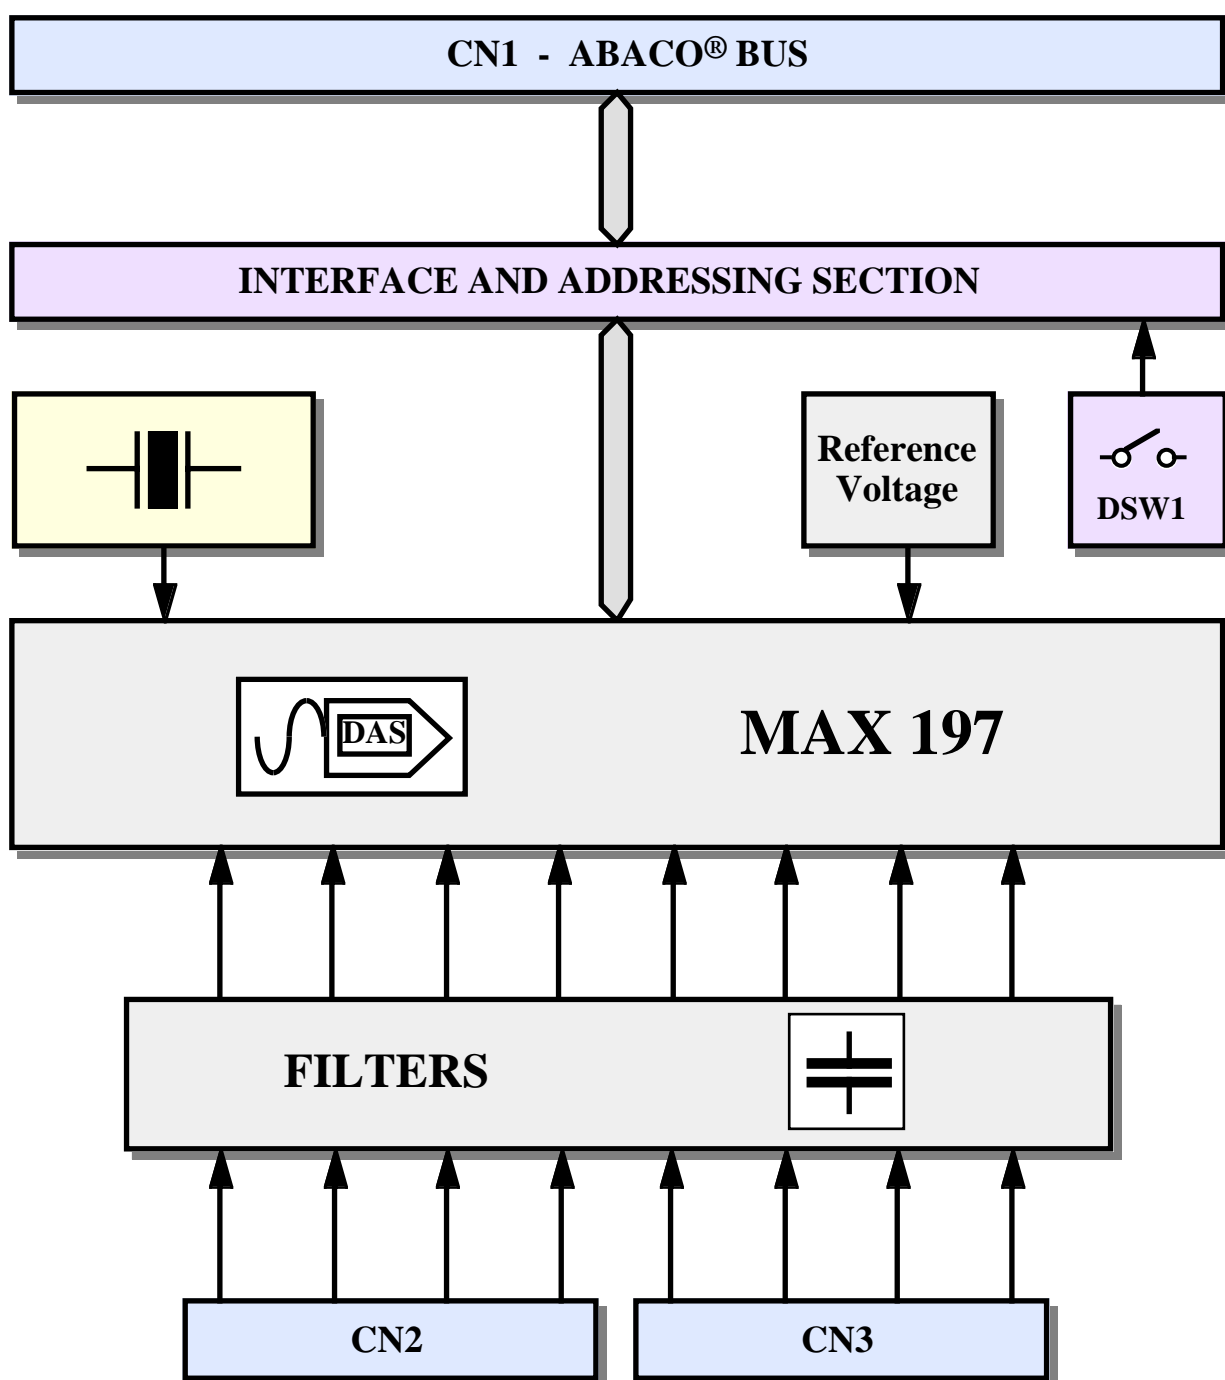 CN1 - ABACO® BUS
INTERFACE AND ADDRESSING SECTION
Reference
Voltage
DSW1
DAS
MAX 197
FILTERS
CN2
CN3